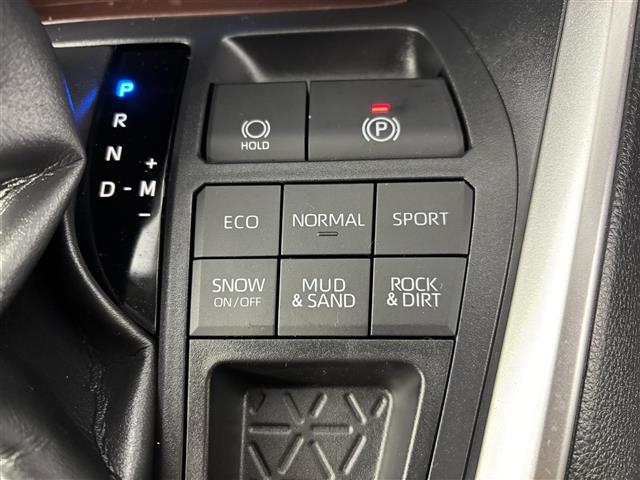 P
R
N
D - M
+
-
HOLD
(P)
ECO
NORMAL
SPORT
SNOW
ON/OFF
MUD
& SAND
ROCK
& DIRT